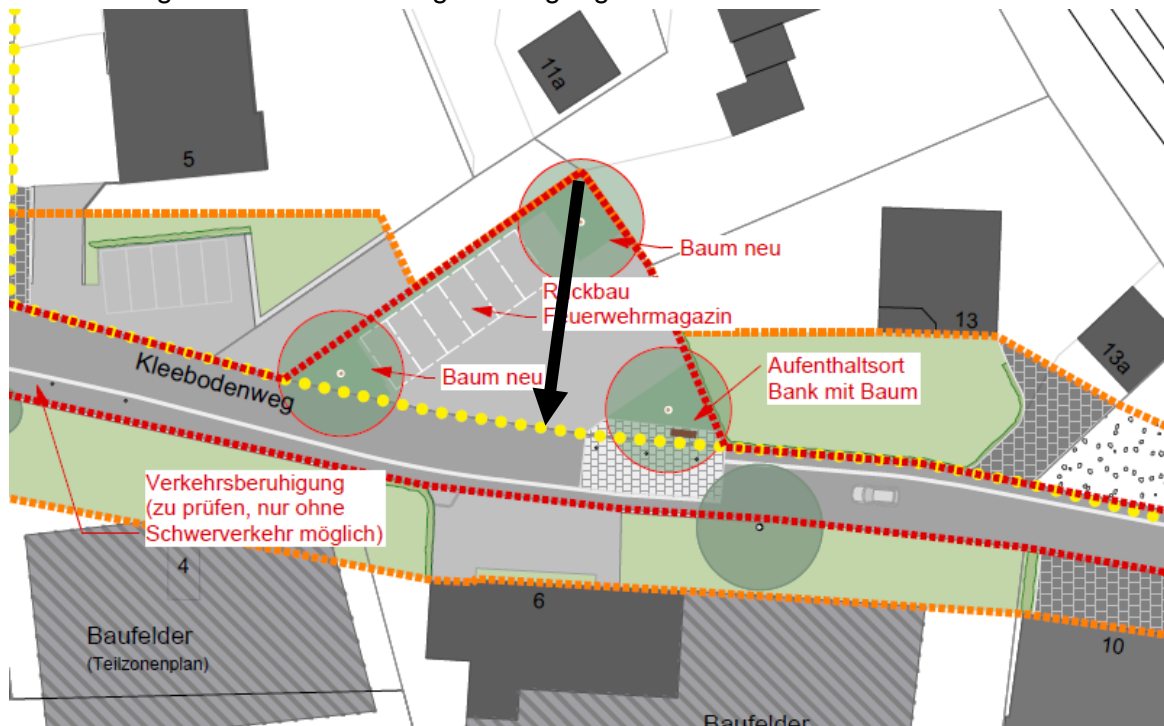 11a
5
Baum neu
Rückbau
Feuerwehrmagazin
13
13a
Kleebodenweg
Baum neu
Aufenthaltsort
Bank mit Baum
Verkehrsberuhigung
(zu prüfen, nur ohne
Schwerverkehr möglich)
4
6
Baufelder
(Teilzonenplan)
10
Baufelder